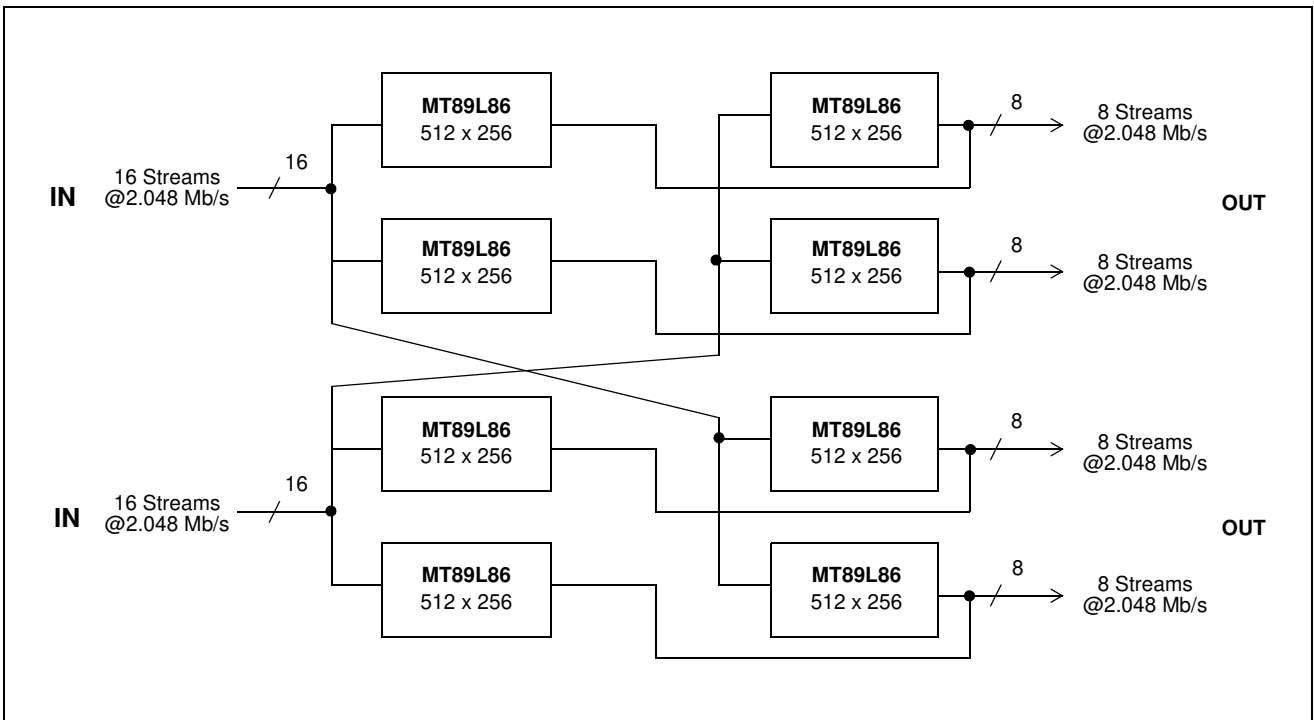 MT89L86
512 x 256
MT89L86
512 x 256
8
8 Streams
@2.048 Mb/s
16
IN
16 Streams
@2.048 Mb/s
OUT
MT89L86
512 x 256
MT89L86
512 x 256
8
8 Streams
@2.048 Mb/s
MT89L86
512 x 256
MT89L86
512 x 256
8
8 Streams
@2.048 Mb/s
16
IN
16 Streams
@2.048 Mb/s
OUT
MT89L86
512 x 256
MT89L86
512 x 256
8
8 Streams
@2.048 Mb/s